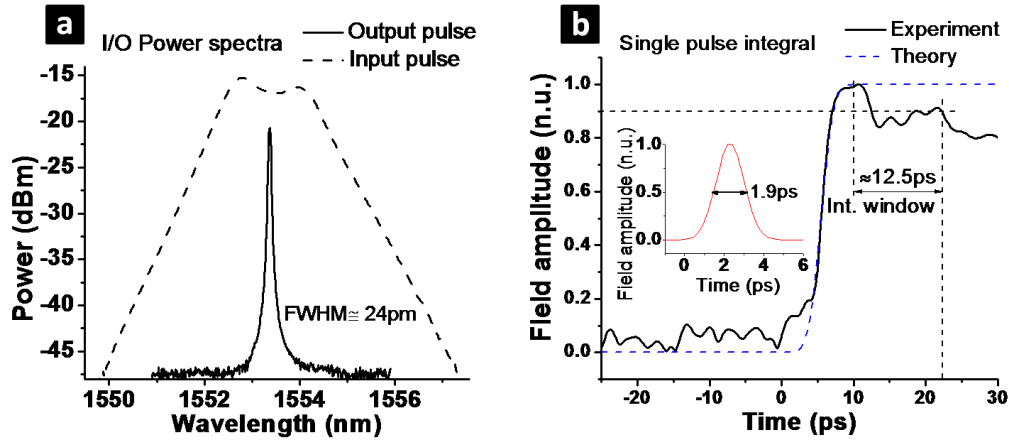 a
I/O Power spectra
Output pulse
Input pulse
-15
-20
-25
-30
-35
-40
-45
Power (dBm)
FWHM≅ 24pm
1550
1552
1554
1556
Wavelength (nm)
b
Single pulse integral
Experiment
Theory
1.0
0.8
0.6
0.4
0.2
0.0
Field amplitude (n.u.)
1.0
0.5
0.0
Field amplitude (n.u.)
1.9ps
0
2
4
6
Time (ps)
≈12.5ps
Int. window
-20
-10
0
10
20
30
Time (ps)